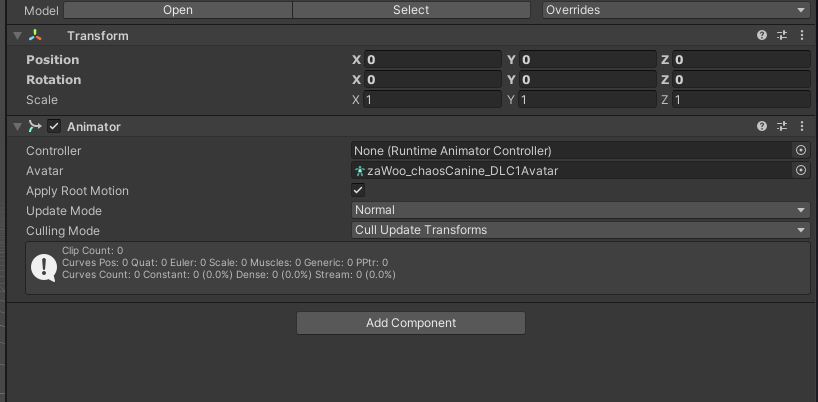 Model Open Select Overrides
Transform
Position X 0 Y 0 Z 0
Rotation X 0 Y 0 Z 0
Scale X 1 Y 1 Z 1
Animator
Controller None (Runtime Animator Controller)
Avatar zaWoo_chaosCanine_DLC1Avatar
Apply Root Motion
Update Mode Normal
Culling Mode Cull Update Transforms
Clip Count: 0
Curves Pos: 0 Quat: 0 Euler: 0 Scale: 0 Muscles: 0 Generic: 0 PPtr: 0
Curves Count: 0 Constant: 0 (0.0%) Dense: 0 (0.0%) Stream: 0 (0.0%)
Add Component